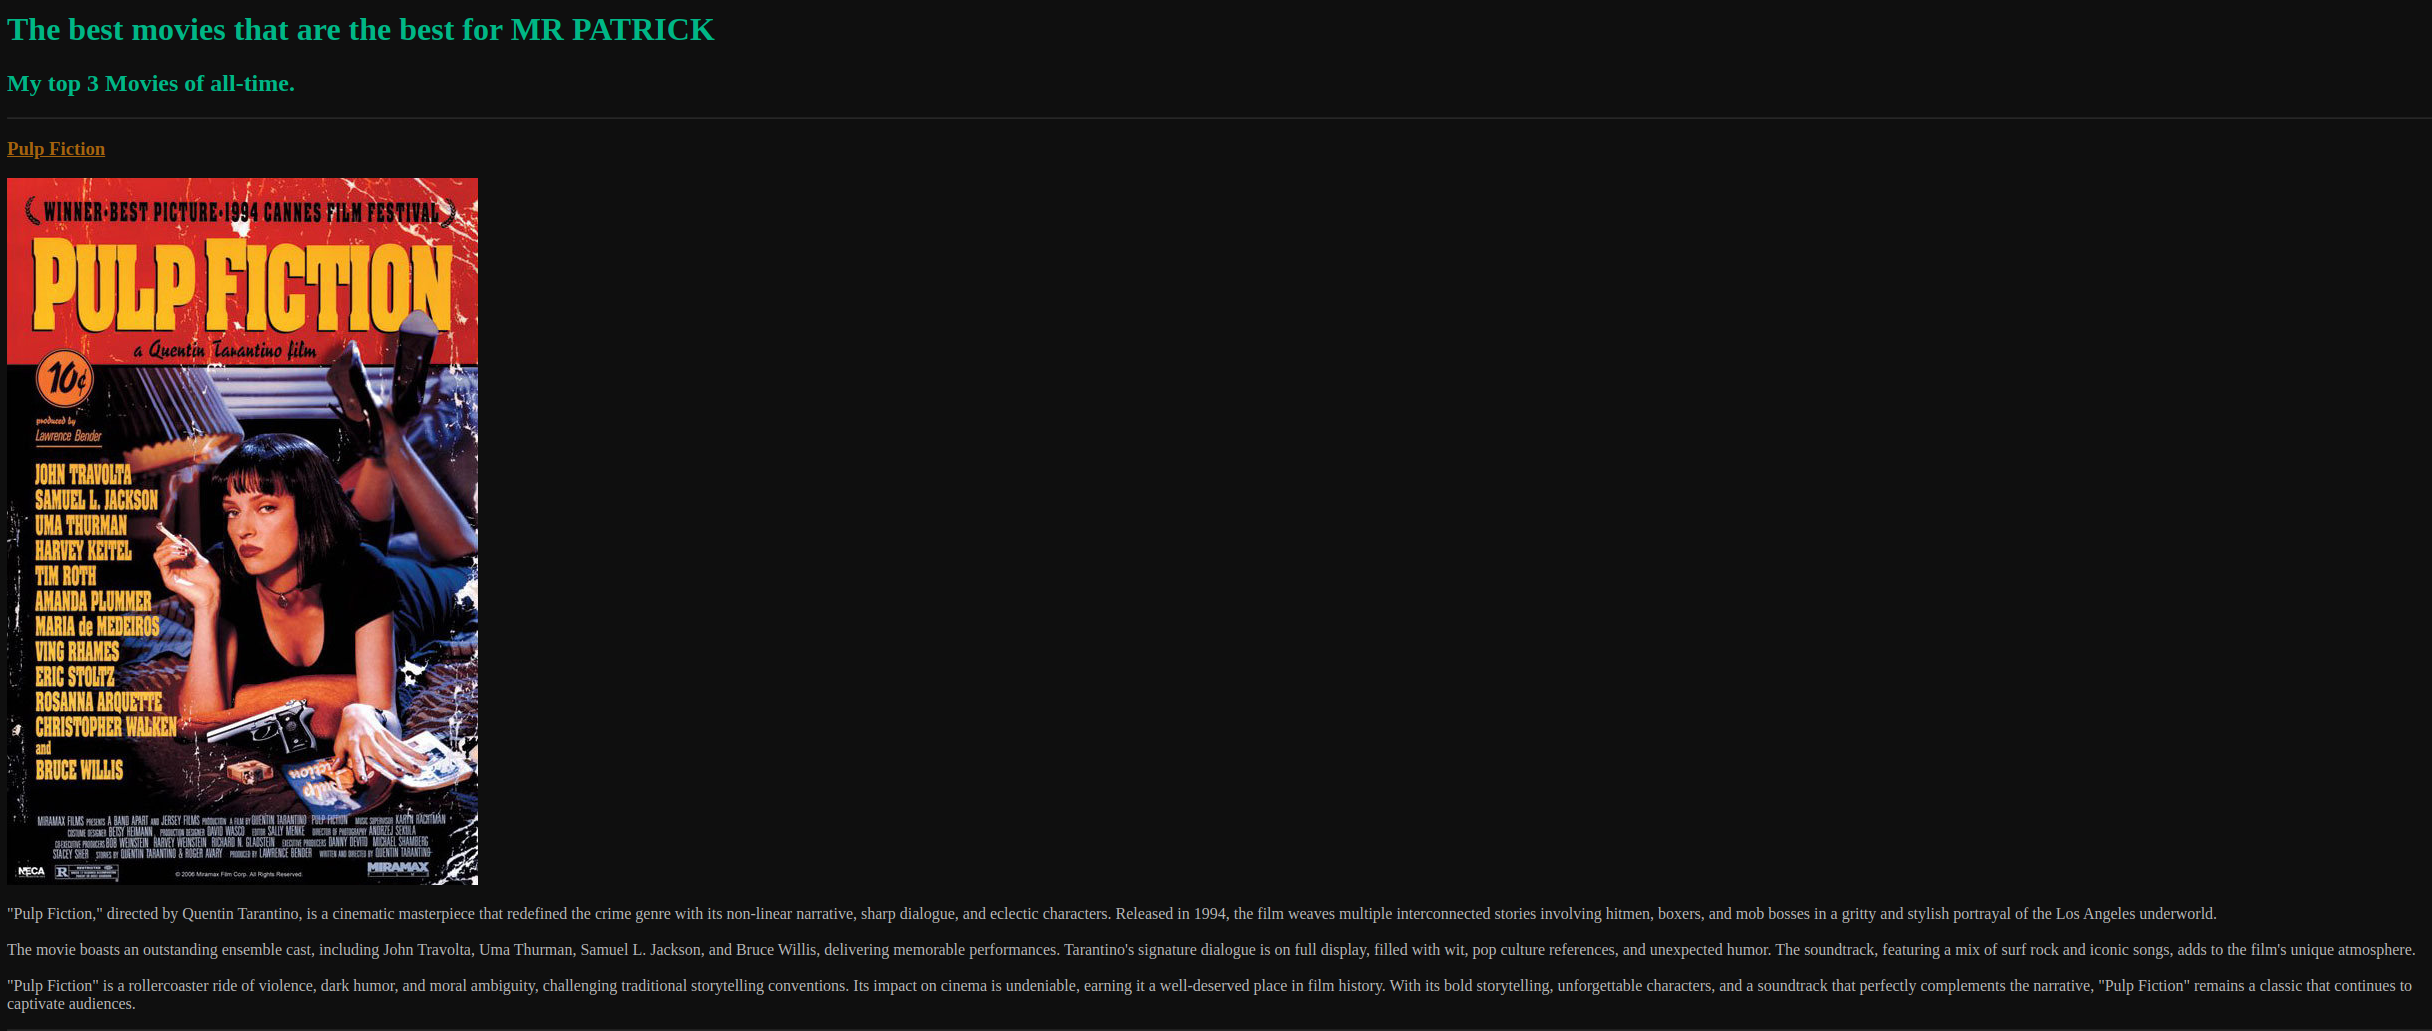 The best movies that are the best for MR PATRICK
My top 3 Movies of all-time.
Pulp Fiction
WINNER·BEST PICTURE·1994 CANNES FILM FESTIVAL
PULP FICTION
a Quentin Tarantino film
10¢
produced by
Lawrence Bender
JOHN TRAVOLTA
SAMUEL L. JACKSON
UMA THURMAN
HARVEY KEITEL
TIM ROTH
AMANDA PLUMMER
MARIA de MEDEIROS
VING RHAMES
ERIC STOLTZ
ROSANNA ARQUETTE
CHRISTOPHER WALKEN
and
BRUCE WILLIS
Pulp
Fiction
MIRAMAX FILMS PRESENTS A BAND APART AND JERSEY FILMS PRODUCTION A FILM BY QUENTIN TARANTINO PULP FICTION MUSIC SUPERVISOR KARYN RACHTMAN
COSTUME DESIGNER BETSY HEIMANN PRODUCTION DESIGNER DAVID WASCO EDITOR SALLY MENKE DIRECTOR OF PHOTOGRAPHY ANDRZEJ SEKULA
CO-EXECUTIVE PRODUCERS BOB WEINSTEIN HARVEY WEINSTEIN RICHARD N. GLADSTEIN EXECUTIVE PRODUCERS DANNY DEVITO MICHAEL SHAMBERG
STACEY SHER STORIES BY QUENTIN TARANTINO & ROGER AVARY PRODUCED BY LAWRENCE BENDER WRITTEN AND DIRECTED BY QUENTIN TARANTINO
NECA
R RESTRICTED
© 2006 Miramax Film Corp. All Rights Reserved
MIRAMAX
"Pulp Fiction," directed by Quentin Tarantino, is a cinematic masterpiece that redefined the crime genre with its non-linear narrative, sharp dialogue, and eclectic characters. Released in 1994, the film weaves multiple interconnected stories involving hitmen, boxers, and mob bosses in a gritty and stylish portrayal of the Los Angeles underworld.
The movie boasts an outstanding ensemble cast, including John Travolta, Uma Thurman, Samuel L. Jackson, and Bruce Willis, delivering memorable performances. Tarantino's signature dialogue is on full display, filled with wit, pop culture references, and unexpected humor. The soundtrack, featuring a mix of surf rock and iconic songs, adds to the film's unique atmosphere.
"Pulp Fiction" is a rollercoaster ride of violence, dark humor, and moral ambiguity, challenging traditional storytelling conventions. Its impact on cinema is undeniable, earning it a well-deserved place in film history. With its bold storytelling, unforgettable characters, and a soundtrack that perfectly complements the narrative, "Pulp Fiction" remains a classic that continues to
captivate audiences.